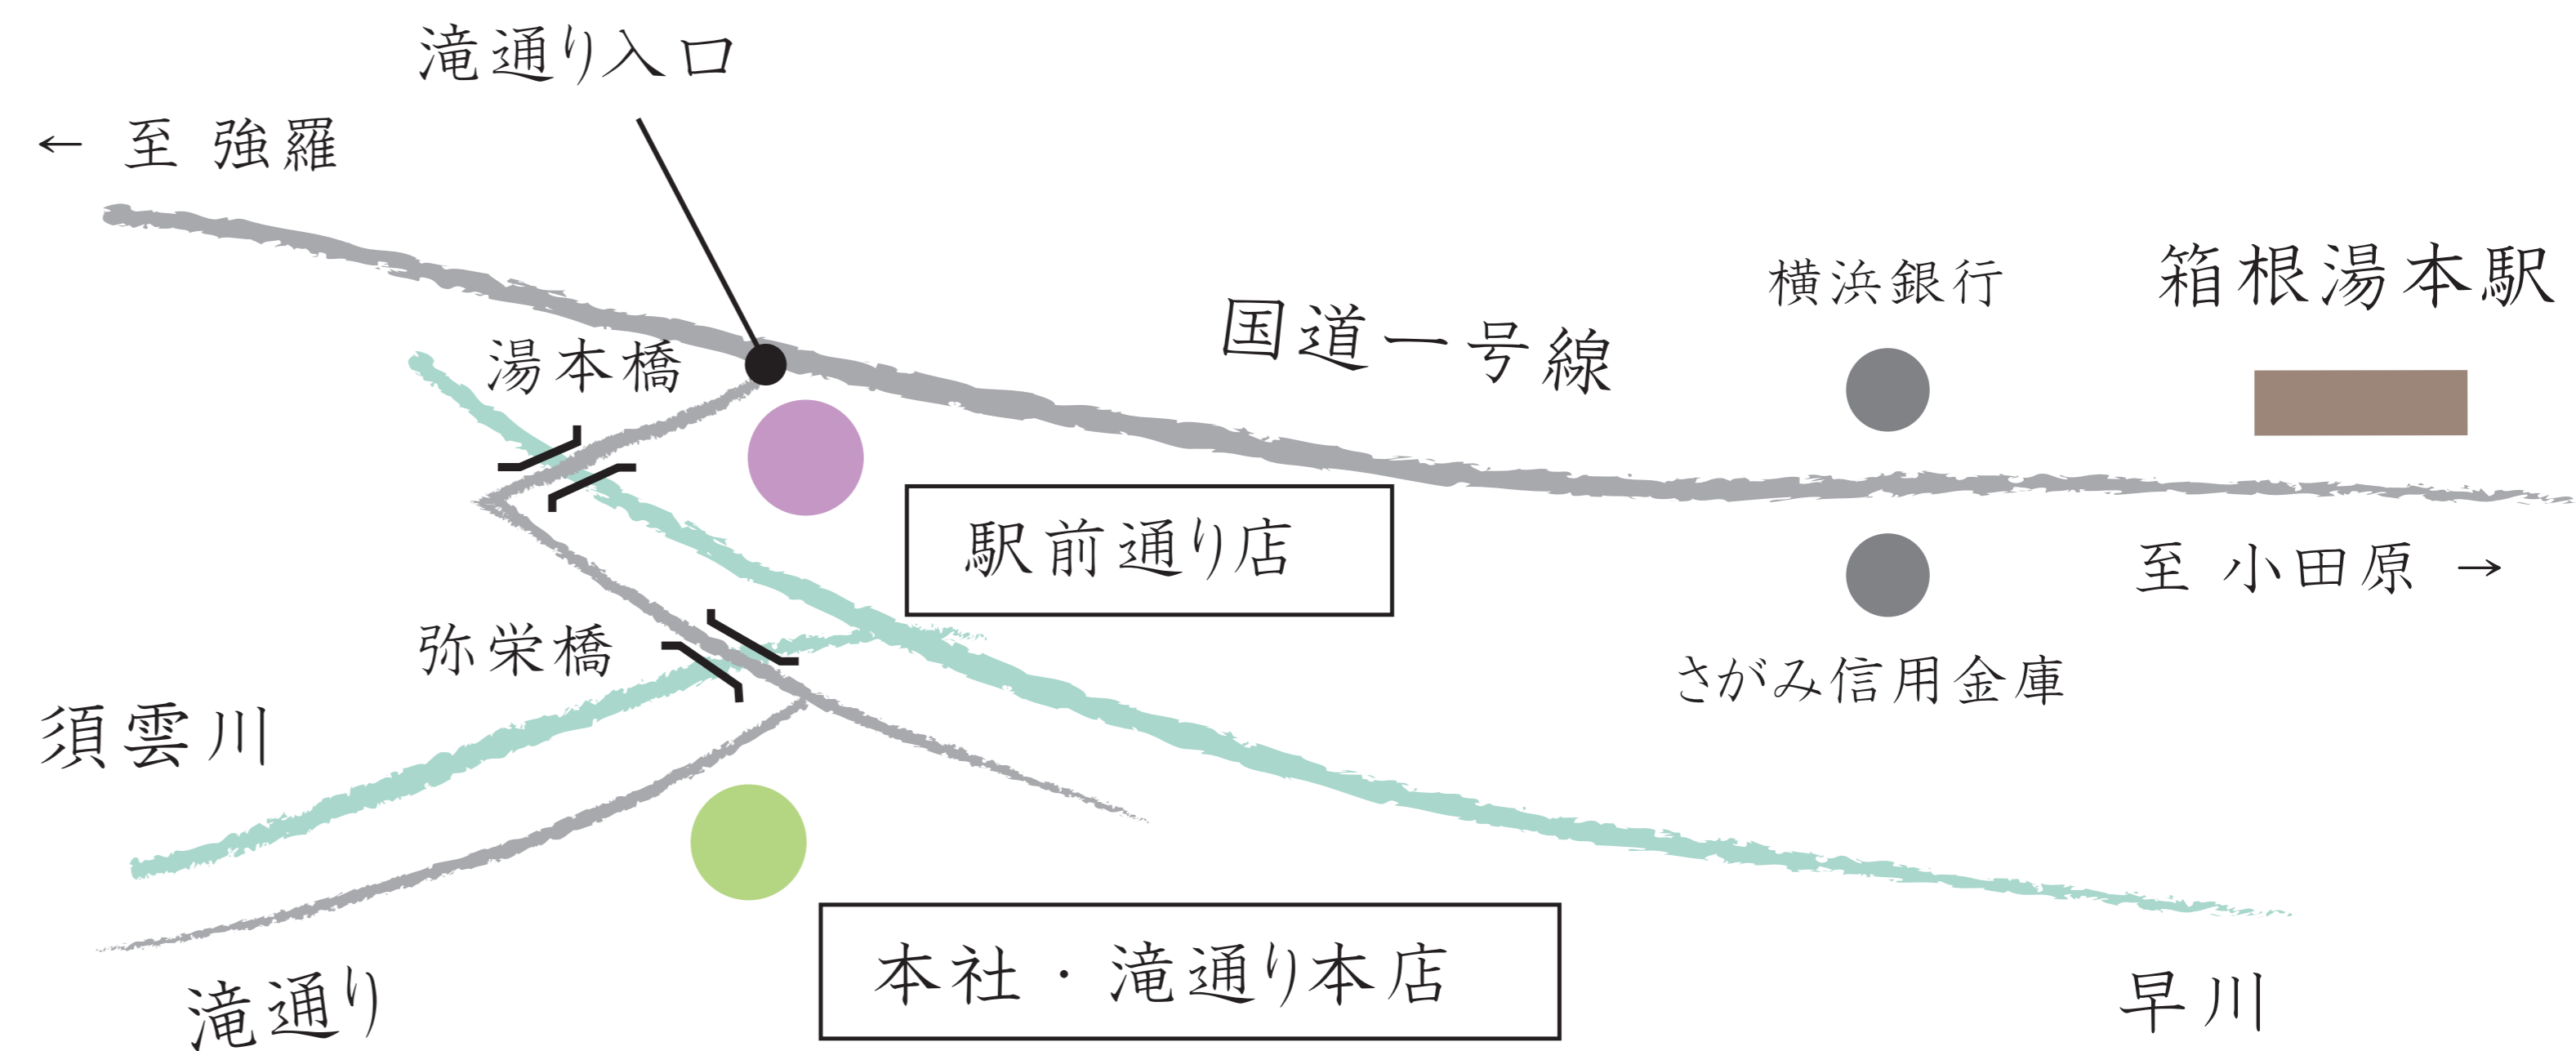 滝通り入口
← 至 強羅
湯本橋
国道一号線
横浜銀行
箱根湯本駅
駅前通り店
至 小田原 →
弥栄橋
さがみ信用金庫
須雲川
本社・滝通り本店
滝通り
早川